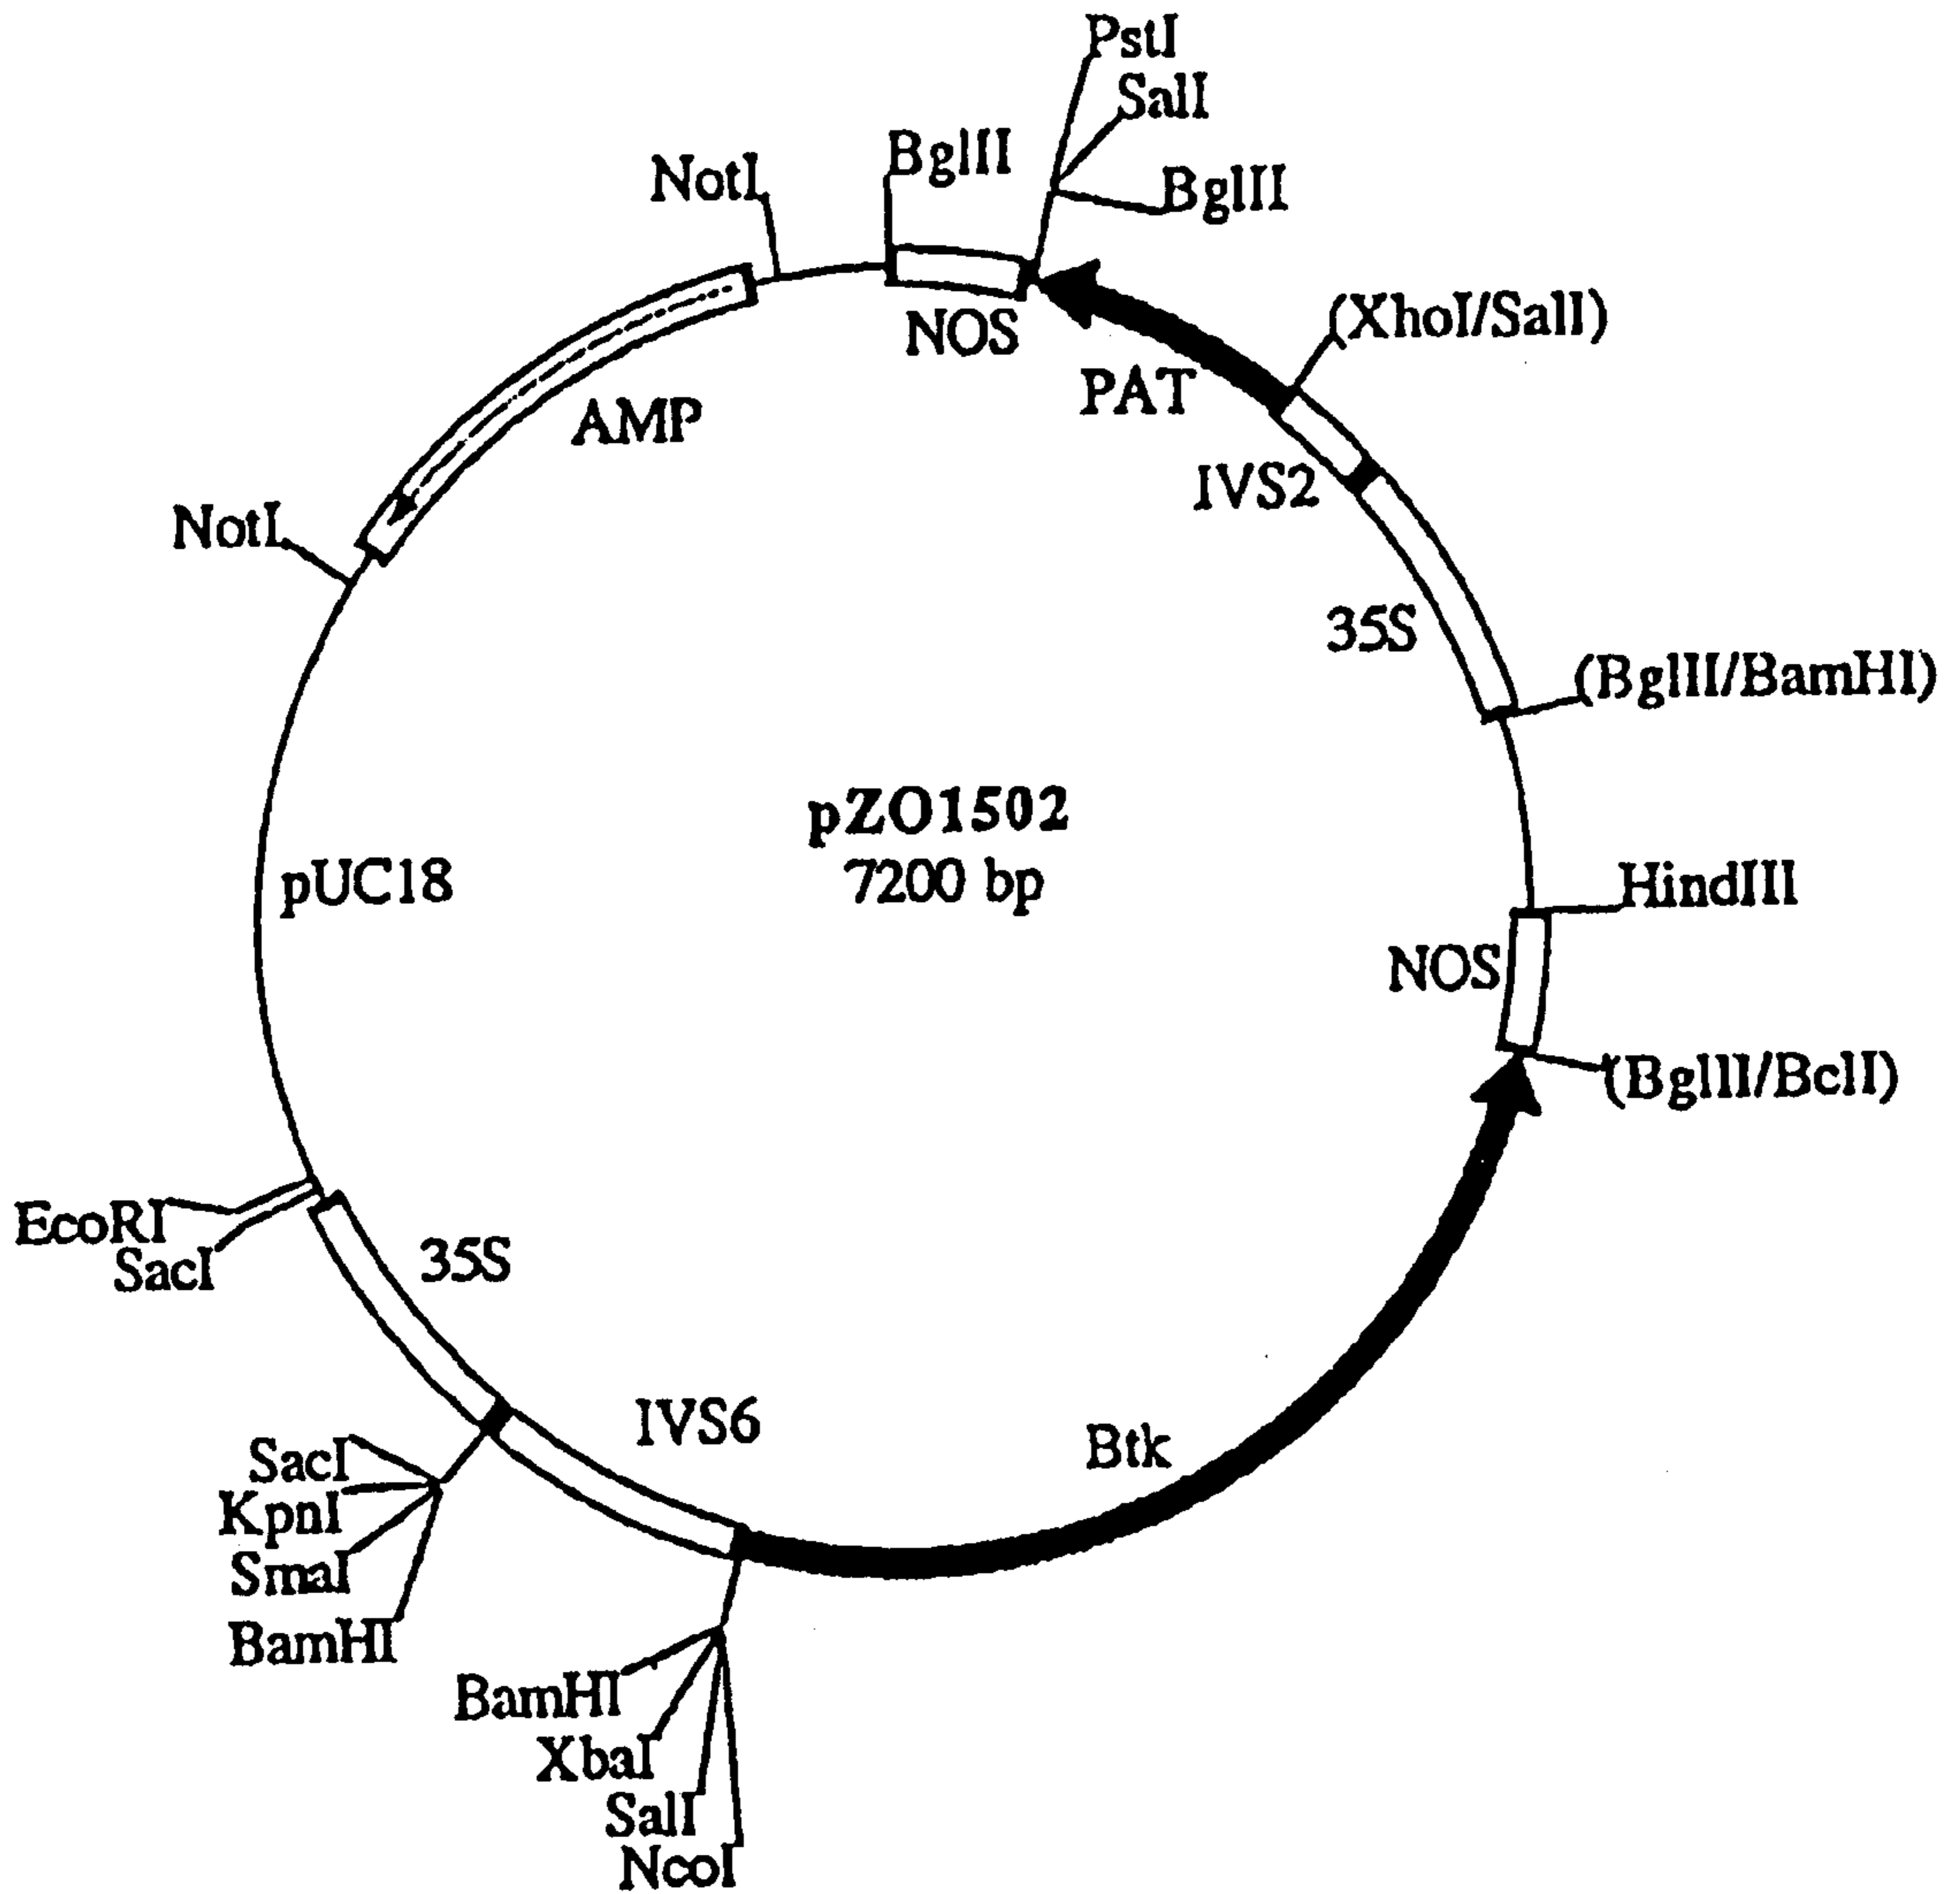 PstI
SalI
BglII
NotI
BglII
(XhoI/SalI)
NOS
PAT
AMP
IVS2
NotI
35S
(BglII/BamHI)
pZO1502
7200 bp
pUC18
HindIII
NOS
(BglII/BclI)
EcoRI
SacI
35S
IVS6
Btk
SacI
KpnI
SmaI
BamHI
BamHI
XbaI
SalI
NcoI